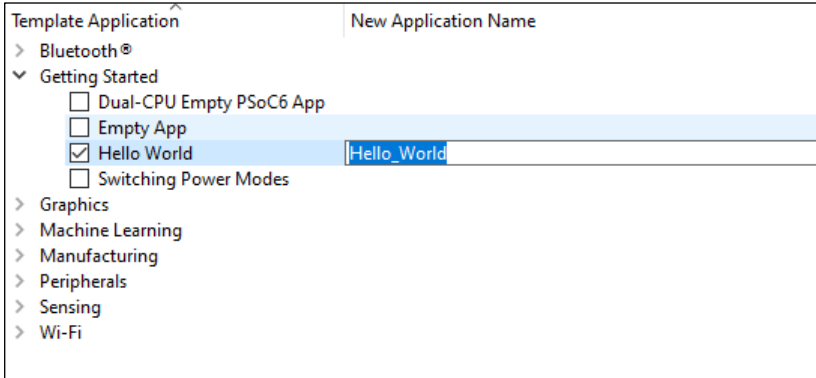 Template Application New Application Name
Bluetooth®
Getting Started
Dual-CPU Empty PSoC6 App
Empty App
Hello World Hello_World
Switching Power Modes
Graphics
Machine Learning
Manufacturing
Peripherals
Sensing
Wi-Fi